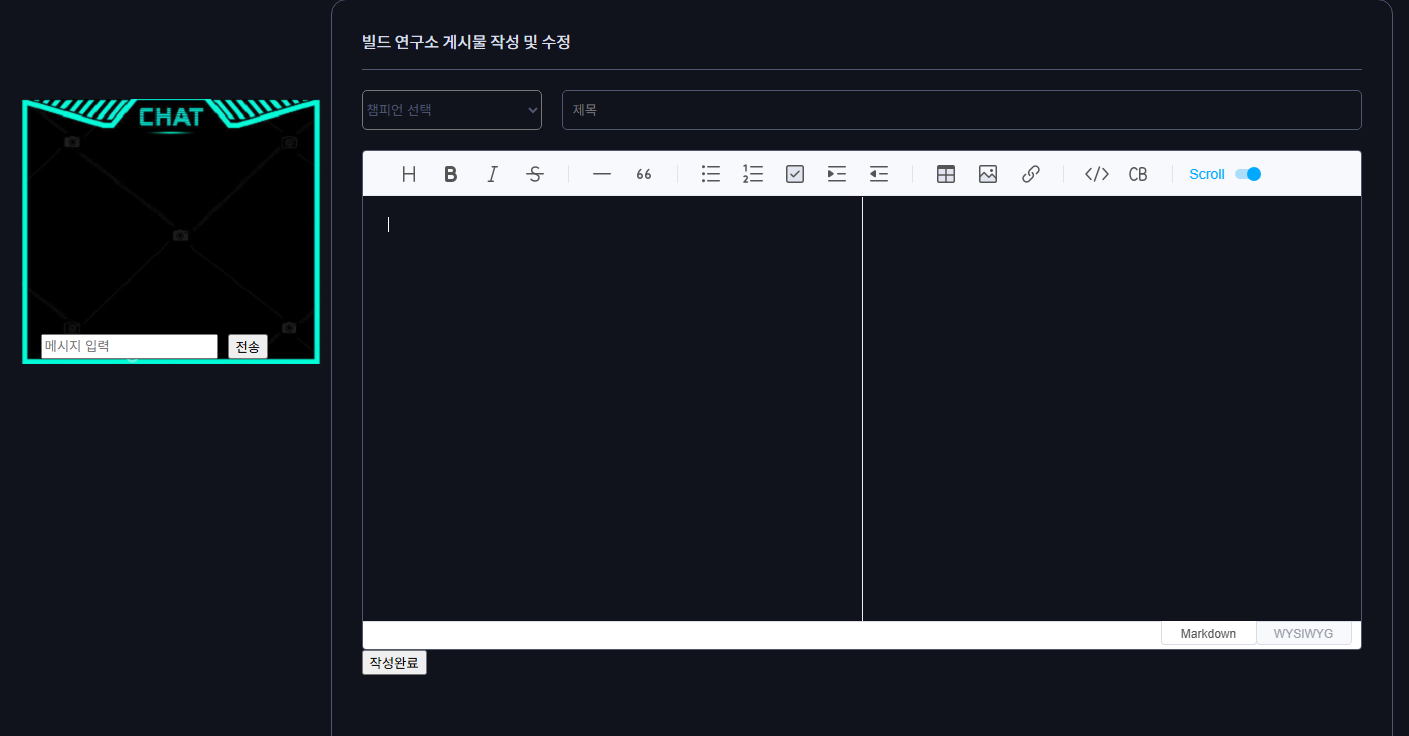 빌드 연구소 게시물 작성 및 수정
챔피언 선택
제목
CHAT
H B I S 66 </> CB Scroll
메시지 입력
전송
Markdown WYSIWYG
작성완료